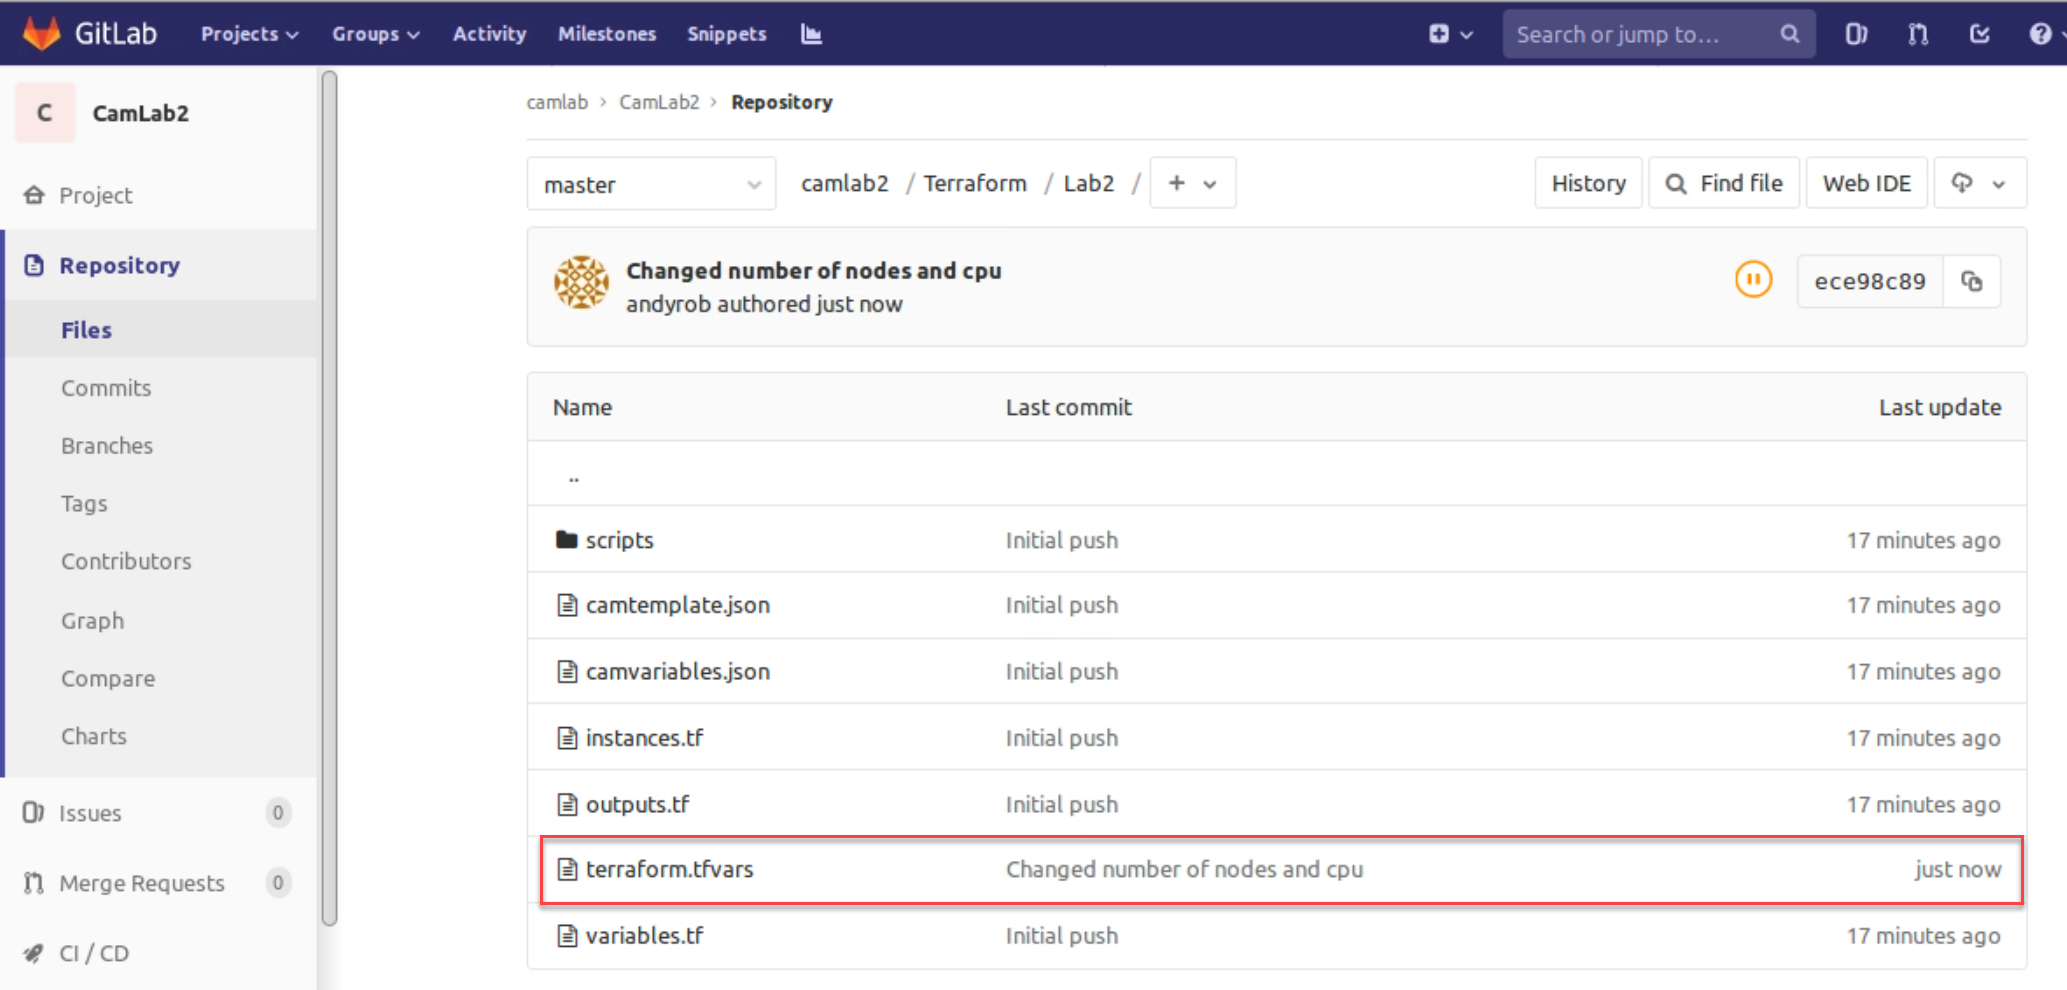 GitLab Projects Groups Activity Milestones Snippets Search or jump to...
C CamLab2
Project
Repository
Files
Commits
Branches
Tags
Contributors
Graph
Compare
Charts
Issues 0
Merge Requests 0
CI / CD
camlab > CamLab2 > Repository
master camlab2 / Terraform / Lab2 / + History Find file Web IDE
Changed number of nodes and cpu
andyrob authored just now
ece98c89
Name Last commit Last update
..
scripts Initial push 17 minutes ago
camtemplate.json Initial push 17 minutes ago
camvariables.json Initial push 17 minutes ago
instances.tf Initial push 17 minutes ago
outputs.tf Initial push 17 minutes ago
terraform.tfvars Changed number of nodes and cpu just now
variables.tf Initial push 17 minutes ago